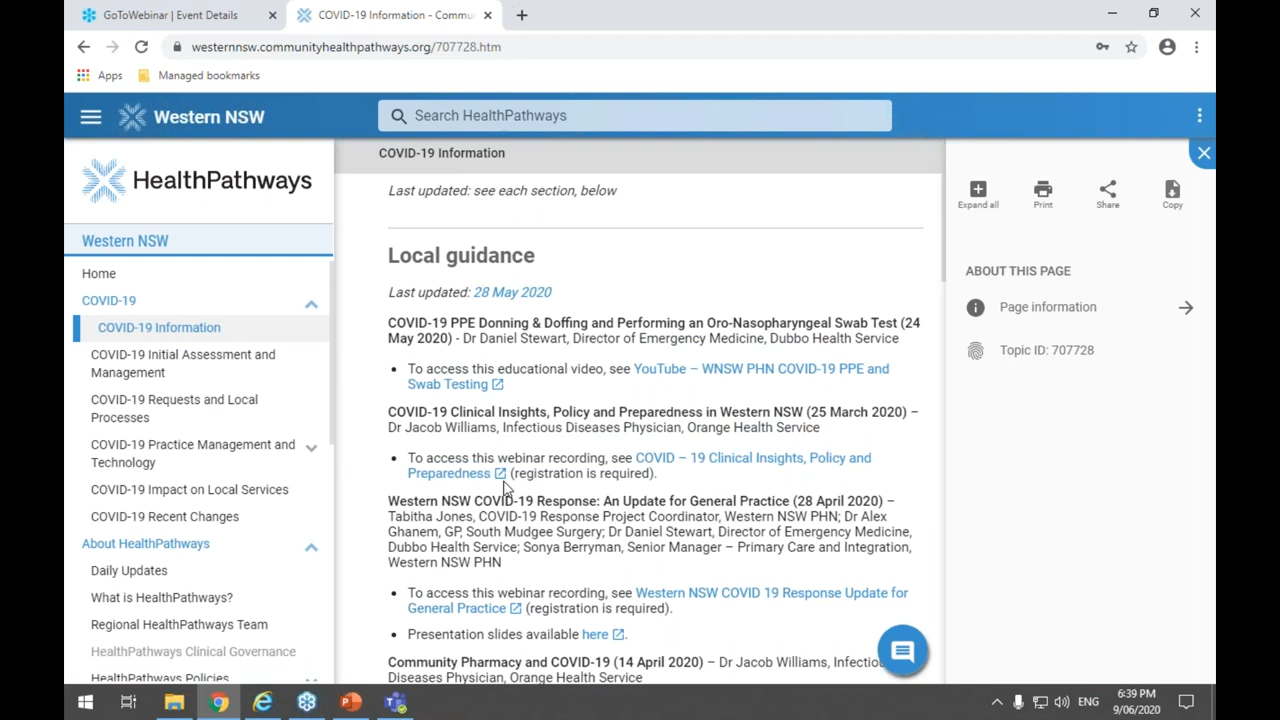 GoToWebinar | Event Details
COVID-19 Information - Commu
westernnsw.communityhealthpathways.org/707728.htm
Apps
Managed bookmarks
Western NSW
Search HealthPathways
HealthPathways
Western NSW
Home
COVID-19
COVID-19 Information
COVID-19 Initial Assessment and
Management
COVID-19 Requests and Local
Processes
COVID-19 Practice Management and
Technology
COVID-19 Impact on Local Services
COVID-19 Recent Changes
About HealthPathways
Daily Updates
What is HealthPathways?
Regional HealthPathways Team
HealthPathways Clinical Governance
HealthPathways Policies
COVID-19 Information
Last updated: see each section, below
Local guidance
Last updated: 28 May 2020
COVID-19 PPE Donning & Doffing and Performing an Oro-Nasopharyngeal Swab Test (24
May 2020) - Dr Daniel Stewart, Director of Emergency Medicine, Dubbo Health Service
• To access this educational video, see YouTube – WNSW PHN COVID-19 PPE and
Swab Testing
COVID-19 Clinical Insights, Policy and Preparedness in Western NSW (25 March 2020) –
Dr Jacob Williams, Infectious Diseases Physician, Orange Health Service
• To access this webinar recording, see COVID – 19 Clinical Insights, Policy and
Preparedness (registration is required).
Western NSW COVID-19 Response: An Update for General Practice (28 April 2020) –
Tabitha Jones, COVID-19 Response Project Coordinator, Western NSW PHN; Dr Alex
Ghanem, GP, South Mudgee Surgery; Dr Daniel Stewart, Director of Emergency Medicine,
Dubbo Health Service; Sonya Berryman, Senior Manager – Primary Care and Integration,
Western NSW PHN
• To access this webinar recording, see Western NSW COVID 19 Response Update for
General Practice (registration is required).
• Presentation slides available here.
Community Pharmacy and COVID-19 (14 April 2020) – Dr Jacob Williams, Infectiou
Diseases Physician, Orange Health Service
Expand all
Print
Share
Copy
ABOUT THIS PAGE
Page information
Topic ID: 707728
ENG
6:39 PM
9/06/2020